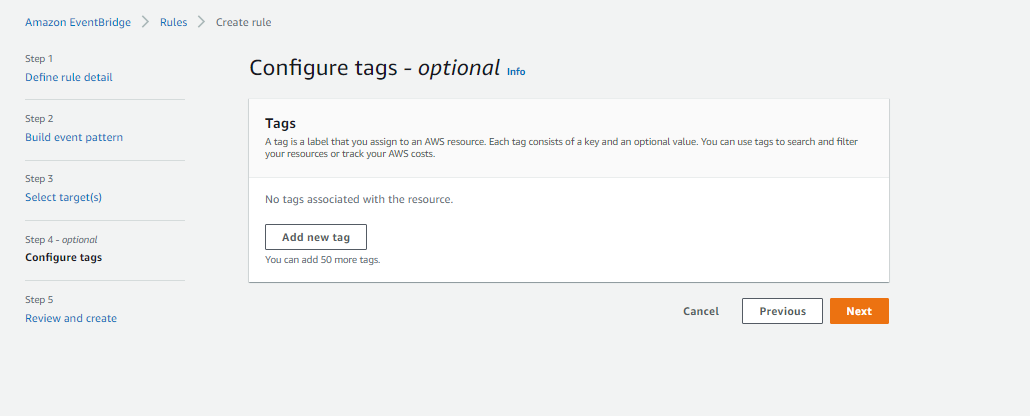 Amazon EventBridge > Rules > Create rule
Step 1
Define rule detail
Step 2
Build event pattern
Step 3
Select target(s)
Step 4 - optional
Configure tags
Step 5
Review and create
Configure tags - optional Info
Tags
A tag is a label that you assign to an AWS resource. Each tag consists of a key and an optional value. You can use tags to search and filter
your resources or track your AWS costs.
No tags associated with the resource.
Add new tag
You can add 50 more tags.
Cancel Previous Next